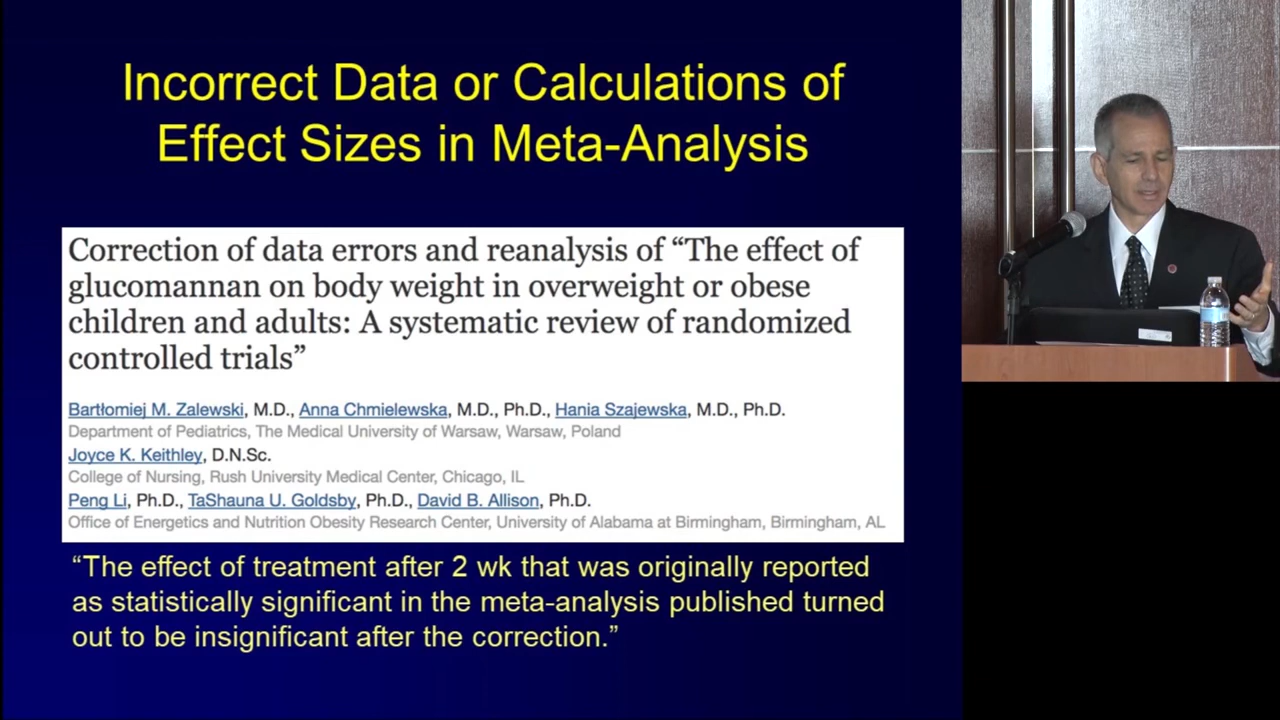 Incorrect Data or Calculations of
Effect Sizes in Meta-Analysis
Correction of data errors and reanalysis of “The effect of
glucomannan on body weight in overweight or obese
children and adults: A systematic review of randomized
controlled trials”
Bartłomiej M. Zalewski, M.D., Anna Chmielewska, M.D., Ph.D., Hania Szajewska, M.D., Ph.D.
Department of Pediatrics, The Medical University of Warsaw, Warsaw, Poland
Joyce K. Keithley, D.N.Sc.
College of Nursing, Rush University Medical Center, Chicago, IL
Peng Li, Ph.D., TaShauna U. Goldsby, Ph.D., David B. Allison, Ph.D.
Office of Energetics and Nutrition Obesity Research Center, University of Alabama at Birmingham, Birmingham, AL
“The effect of treatment after 2 wk that was originally reported
as statistically significant in the meta-analysis published turned
out to be insignificant after the correction.”